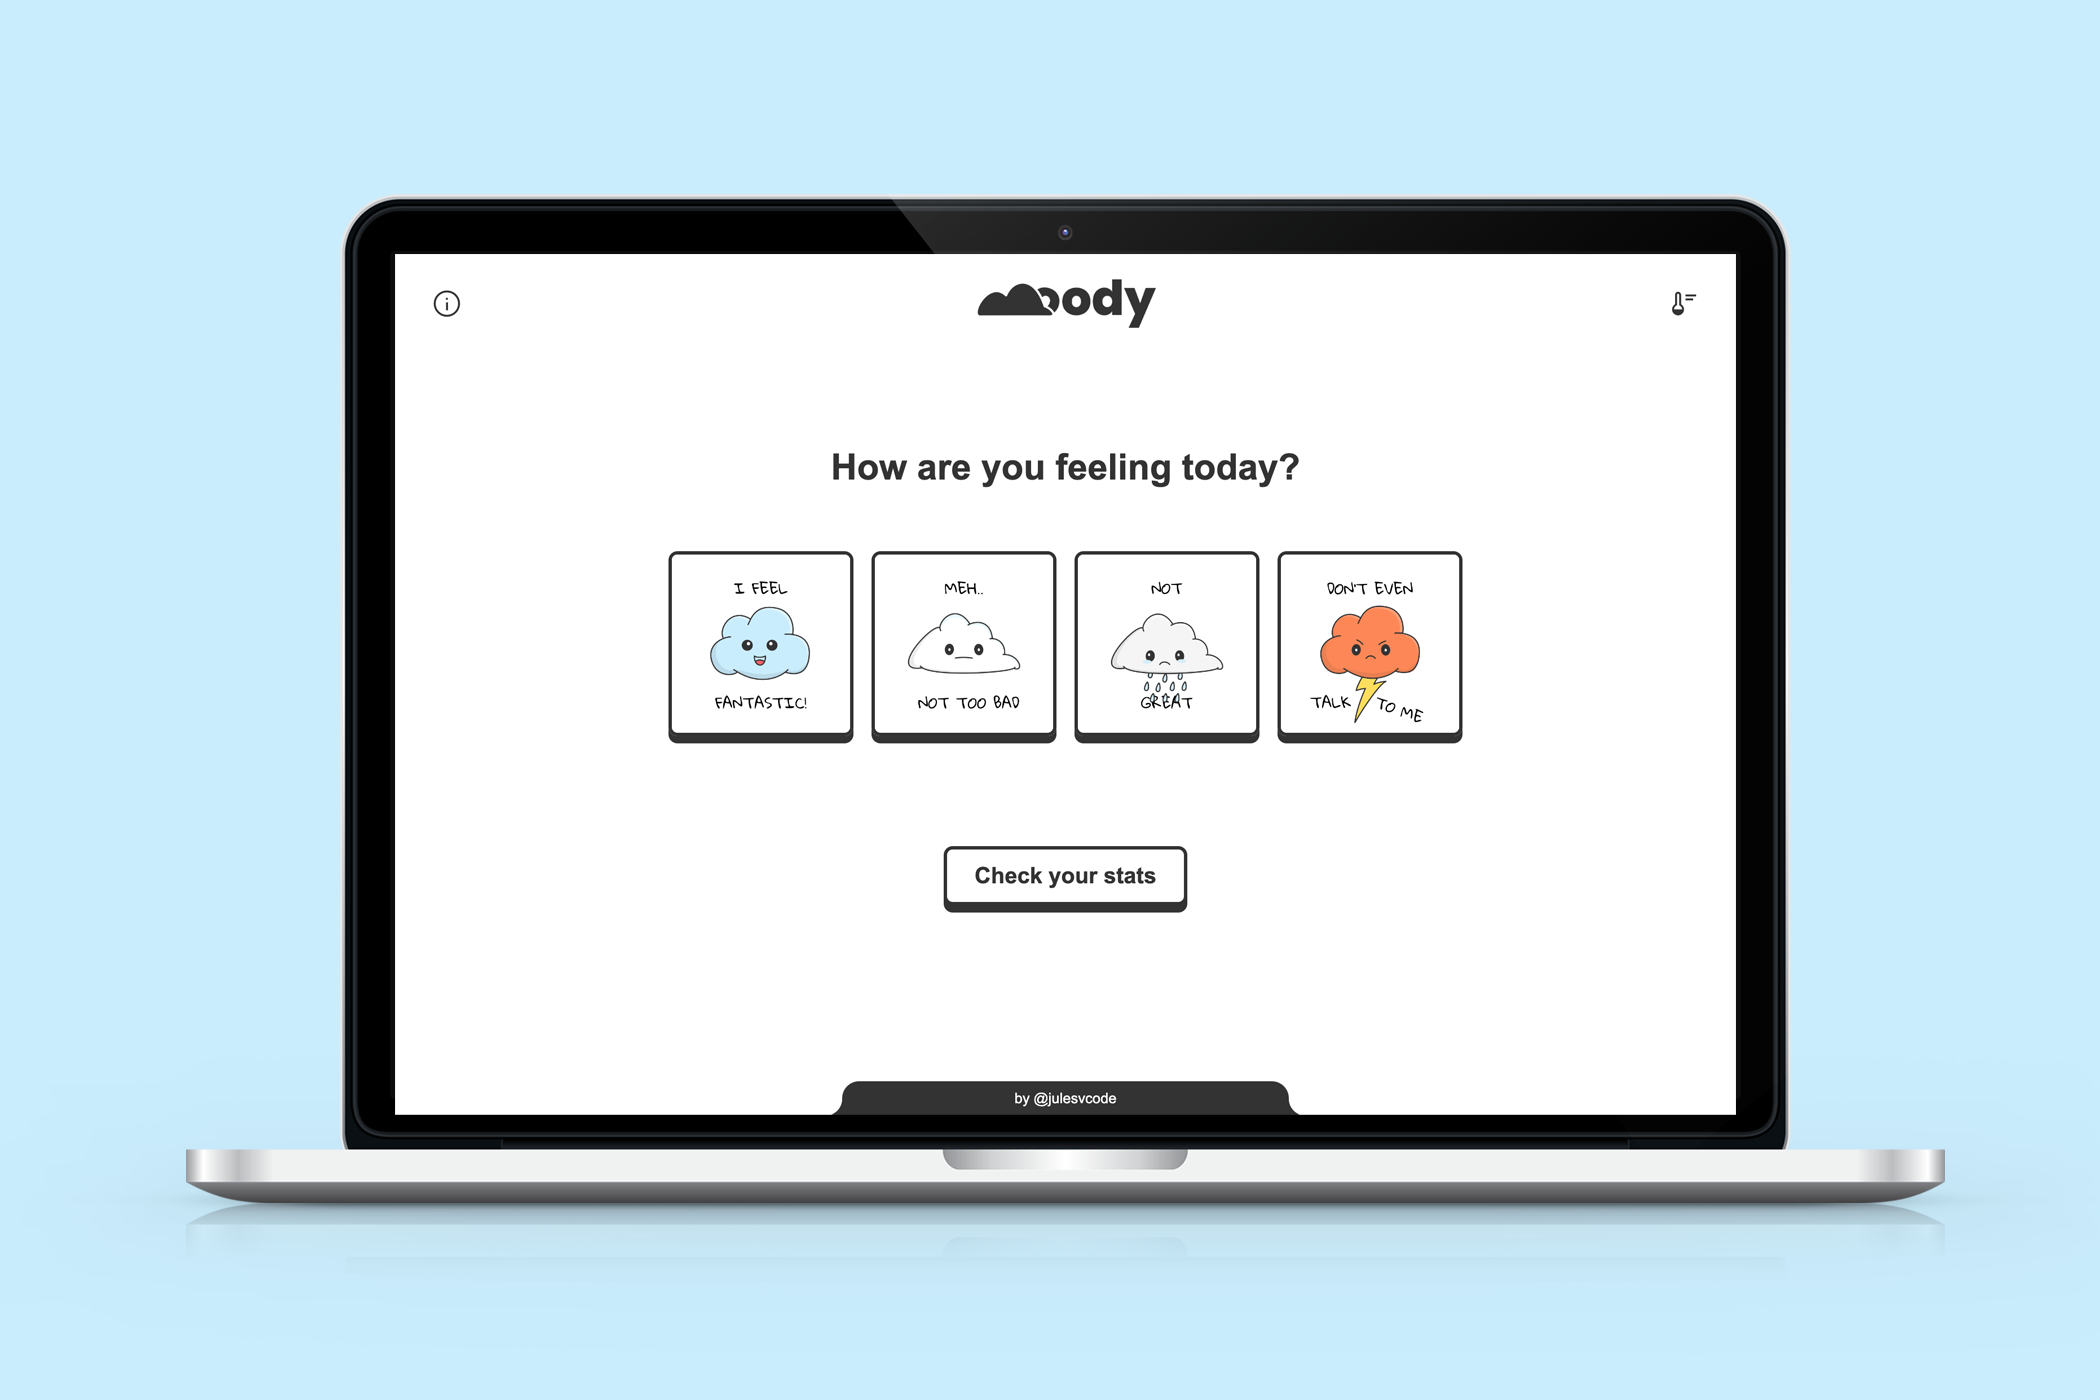 moody
How are you feeling today?
I FEEL
FANTASTIC!
MEH..
NOT TOO BAD
NOT
GREAT
DON'T EVEN
TALK TO ME
Check your stats
by @julesvcode